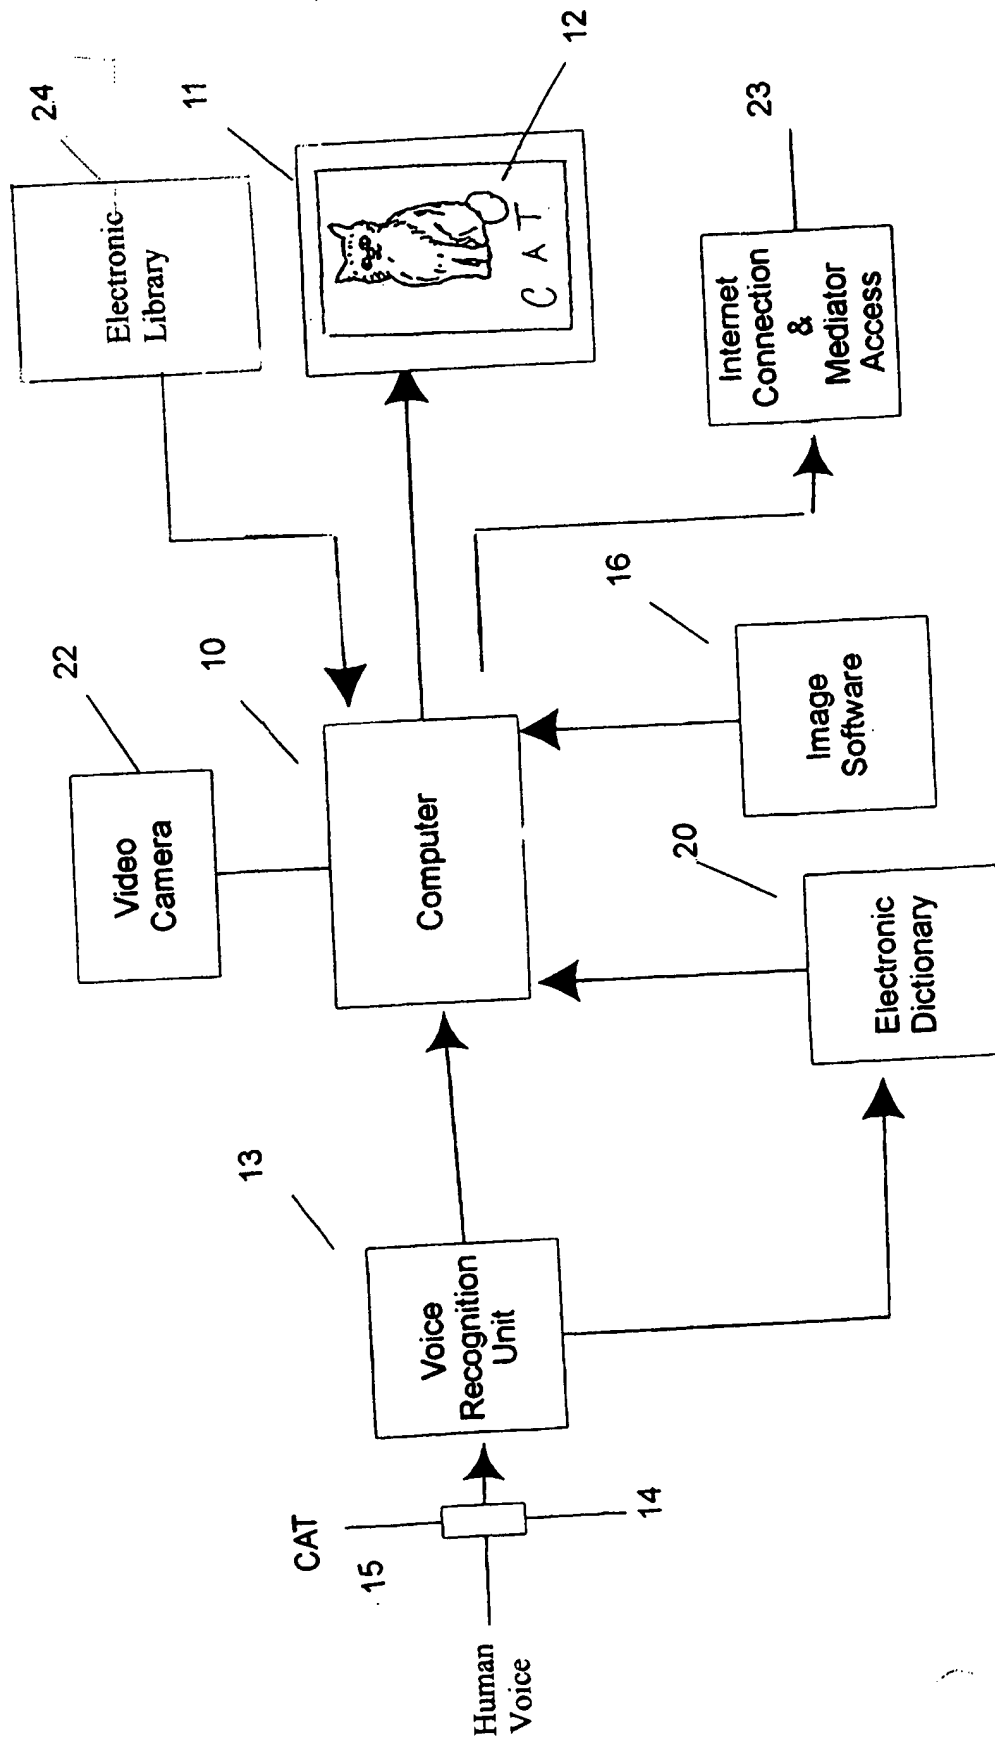 24
Electronic
Library
11
12
C A T
22
Video
Camera
10
Computer
Internet
Connection
&
Mediator
Access
23
16
Image
Software
20
Electronic
Dictionary
13
Voice
Recognition
Unit
CAT
15
14
Human
Voice